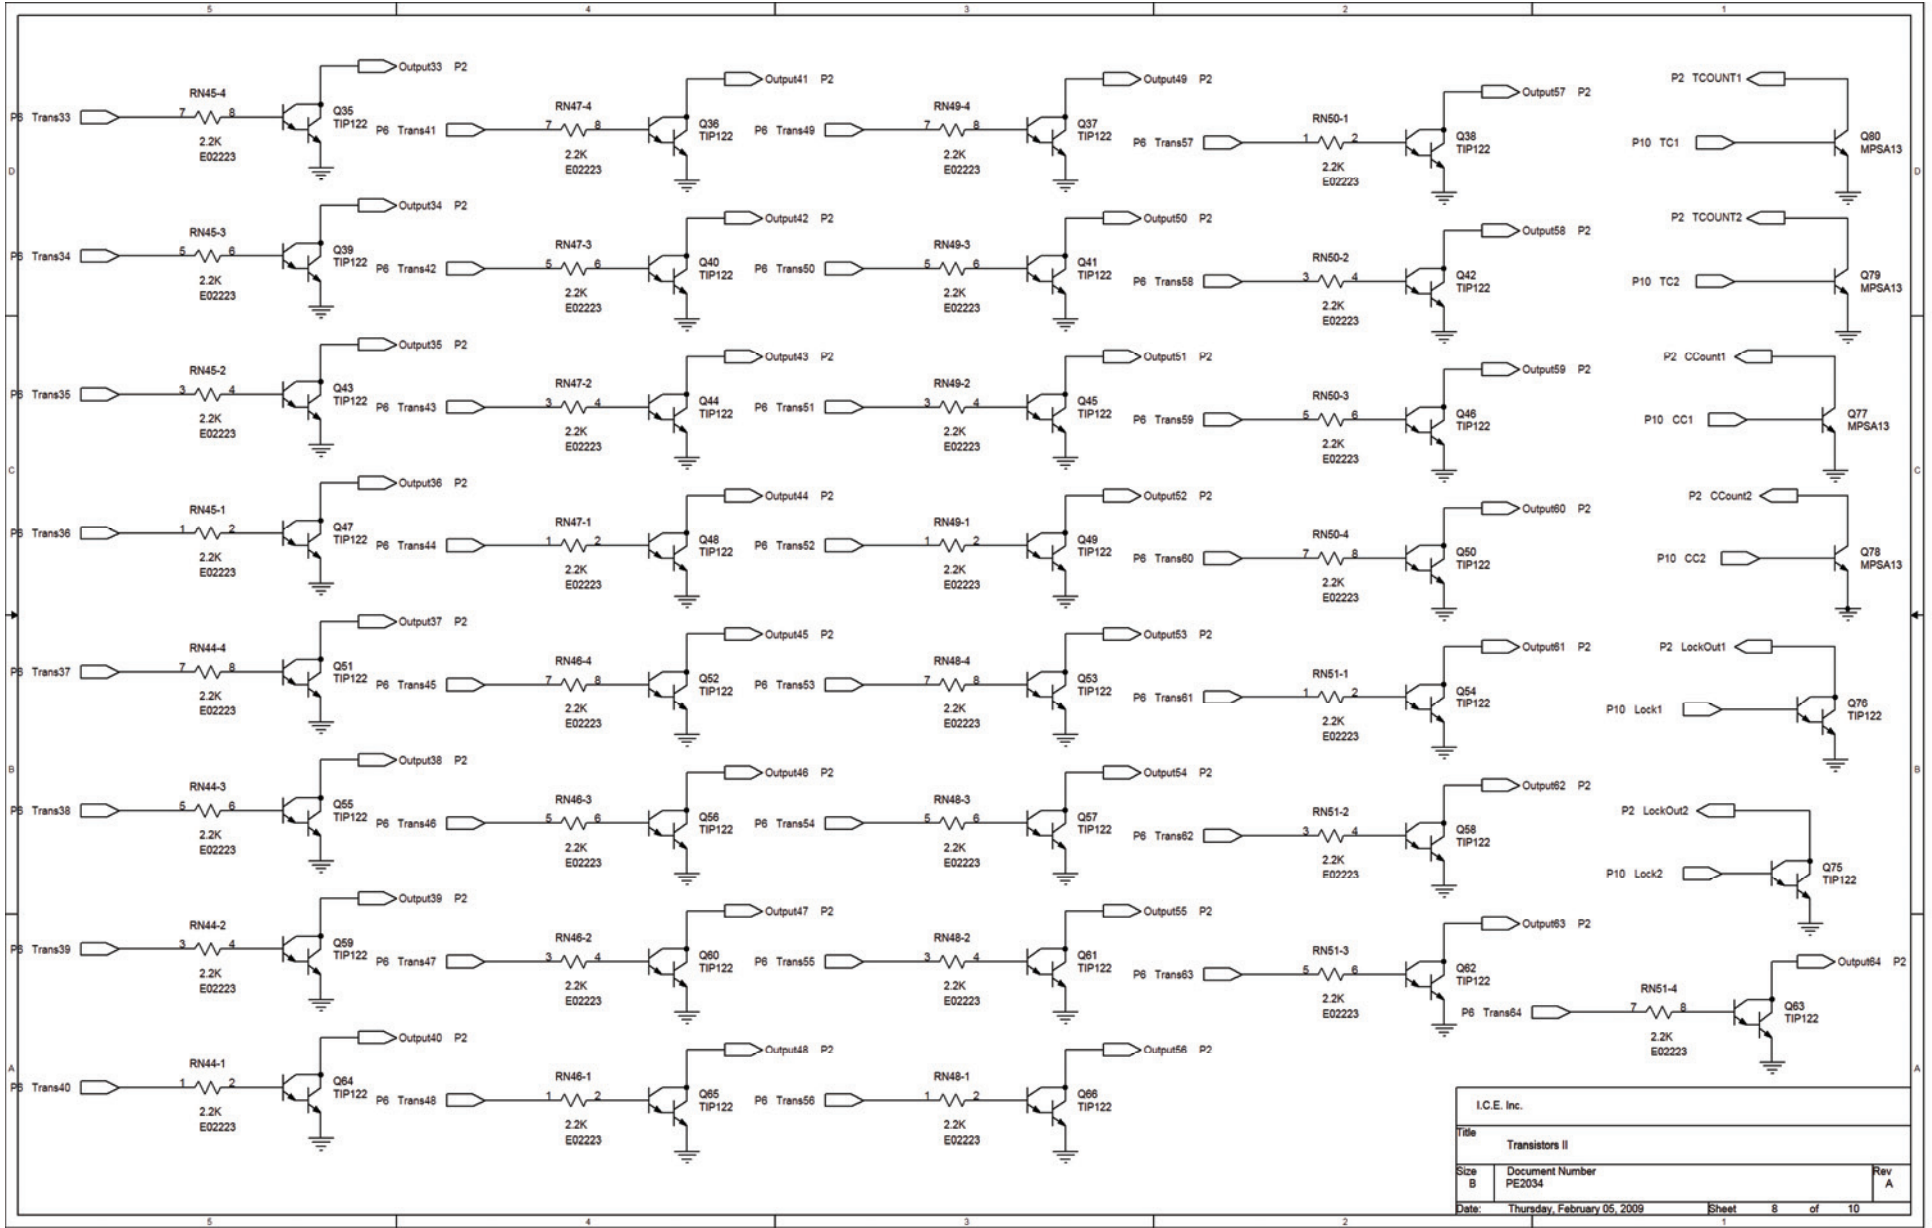 5 4 3 2 1
Output33 P2
RN45-4
P6 Trans33
7 8
Q35
TIP122
2.2K
E02223
Output41 P2
RN47-4
P6 Trans41
7 8
Q36
TIP122
2.2K
E02223
Output49 P2
RN49-4
P6 Trans49
7 8
Q37
TIP122
2.2K
E02223
Output57 P2
RN50-1
P6 Trans57
1 2
Q38
TIP122
2.2K
E02223
P2 TCOUNT1
P10 TC1
Q80
MPSA13
D D
Output34 P2
RN45-3
P6 Trans34
5 6
Q39
TIP122
2.2K
E02223
Output42 P2
RN47-3
P6 Trans42
5 6
Q40
TIP122
2.2K
E02223
Output50 P2
RN49-3
P6 Trans50
5 6
Q41
TIP122
2.2K
E02223
Output58 P2
RN50-2
P6 Trans58
3 4
Q42
TIP122
2.2K
E02223
P2 TCOUNT2
P10 TC2
Q79
MPSA13
Output35 P2
RN45-2
P6 Trans35
3 4
Q43
TIP122
2.2K
E02223
Output43 P2
RN47-2
P6 Trans43
3 4
Q44
TIP122
2.2K
E02223
Output51 P2
RN49-2
P6 Trans51
3 4
Q45
TIP122
2.2K
E02223
Output59 P2
RN50-3
P6 Trans59
5 6
Q46
TIP122
2.2K
E02223
P2 CCount1
P10 CC1
Q77
MPSA13
C C
Output36 P2
RN45-1
P6 Trans36
1 2
Q47
TIP122
2.2K
E02223
Output44 P2
RN47-1
P6 Trans44
1 2
Q48
TIP122
2.2K
E02223
Output52 P2
RN49-1
P6 Trans52
1 2
Q49
TIP122
2.2K
E02223
Output60 P2
RN50-4
P6 Trans60
7 8
Q50
TIP122
2.2K
E02223
P2 CCount2
P10 CC2
Q78
MPSA13
Output37 P2
RN44-4
P6 Trans37
7 8
Q51
TIP122
2.2K
E02223
Output45 P2
RN46-4
P6 Trans45
7 8
Q52
TIP122
2.2K
E02223
Output53 P2
RN48-4
P6 Trans53
7 8
Q53
TIP122
2.2K
E02223
Output61 P2
RN51-1
P6 Trans61
1 2
Q54
TIP122
2.2K
E02223
P2 LockOut1
P10 Lock1
Q76
TIP122
B B
Output38 P2
RN44-3
P6 Trans38
5 6
Q55
TIP122
2.2K
E02223
Output46 P2
RN46-3
P6 Trans46
5 6
Q56
TIP122
2.2K
E02223
Output54 P2
RN48-3
P6 Trans54
5 6
Q57
TIP122
2.2K
E02223
Output62 P2
RN51-2
P6 Trans62
3 4
Q58
TIP122
2.2K
E02223
P2 LockOut2
P10 Lock2
Q75
TIP122
Output39 P2
RN44-2
P6 Trans39
3 4
Q59
TIP122
2.2K
E02223
Output47 P2
RN46-2
P6 Trans47
3 4
Q60
TIP122
2.2K
E02223
Output55 P2
RN48-2
P6 Trans55
3 4
Q61
TIP122
2.2K
E02223
Output63 P2
RN51-3
P6 Trans63
5 6
Q62
TIP122
2.2K
E02223
Output64 P2
RN51-4
P6 Trans64
7 8
Q63
TIP122
2.2K
E02223
A A
Output40 P2
RN44-1
P6 Trans40
1 2
Q64
TIP122
2.2K
E02223
Output48 P2
RN46-1
P6 Trans48
1 2
Q65
TIP122
2.2K
E02223
Output56 P2
RN48-1
P6 Trans56
1 2
Q66
TIP122
2.2K
E02223
I.C.E. Inc.
Title
Transistors II
Size Document Number Rev
B PE2034 A
Date: Thursday, February 05, 2009 Sheet 8 of 10
5 4 3 2 1